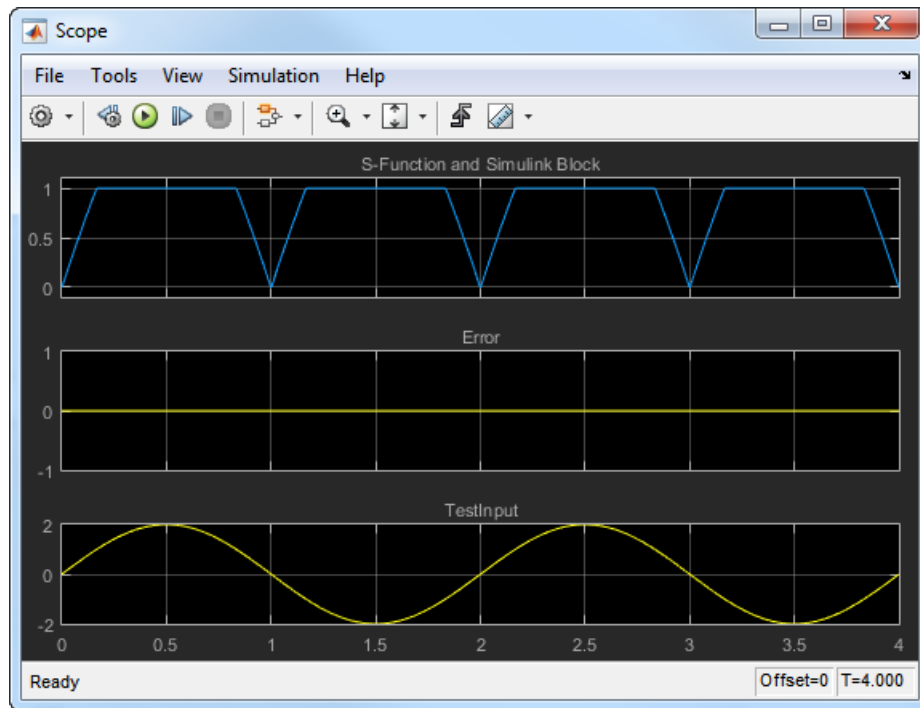 Scope
File Tools View Simulation Help
S-Function and Simulink Block
1
0.5
0
Error
1
0
-1
TestInput
2
0
-2
0 0.5 1 1.5 2 2.5 3 3.5 4
Ready Offset=0 T=4.000